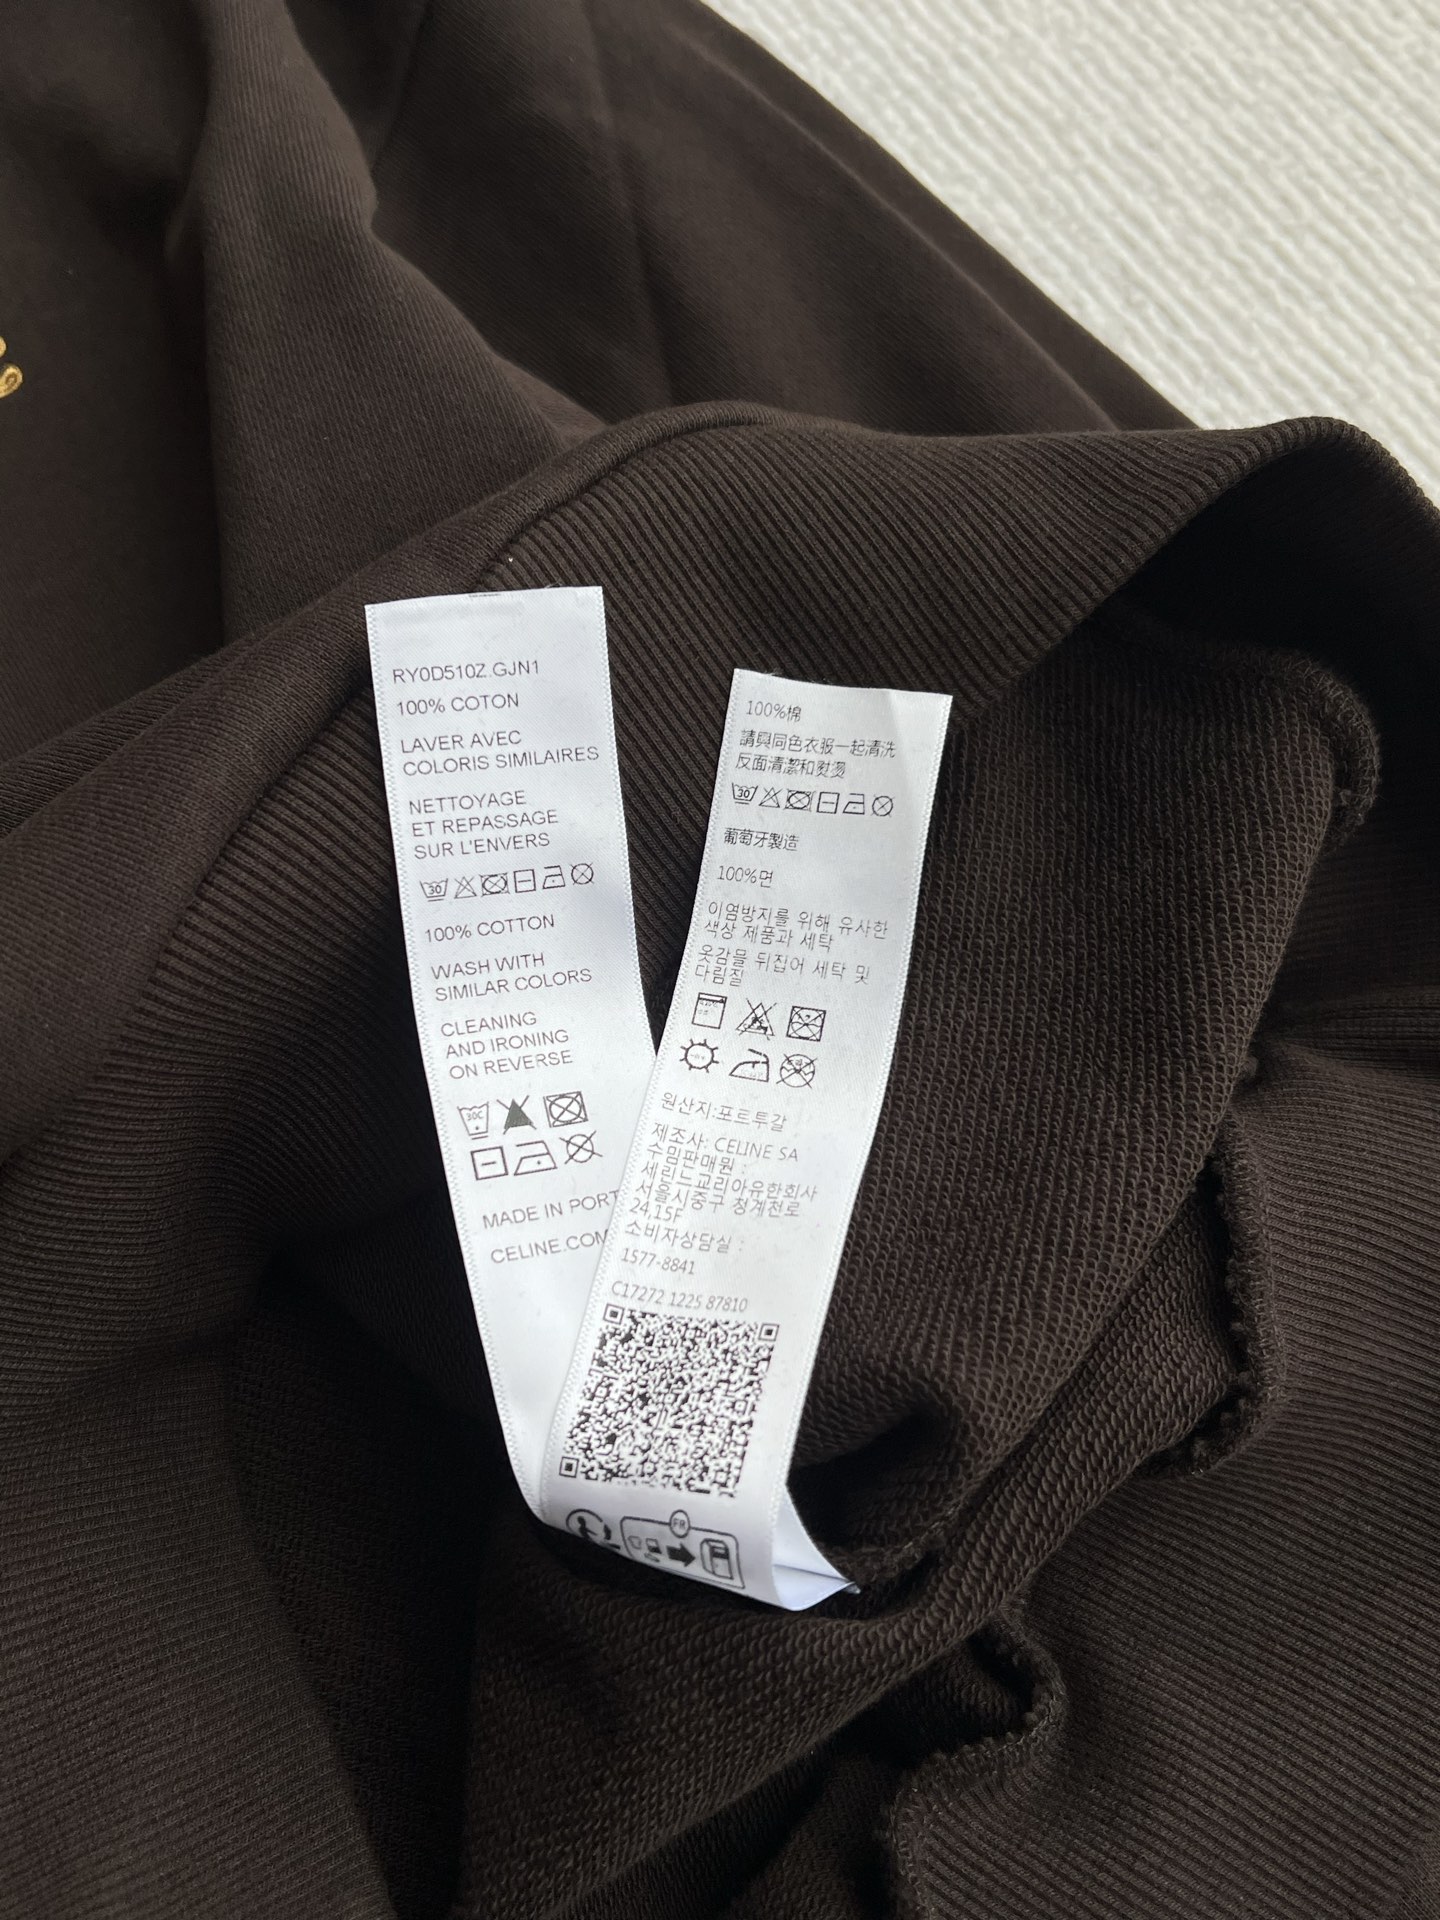 RY0D510Z.GJN1
100% COTON
LAVER AVEC
COLORIS SIMILAIRES
NETTOYAGE
ET REPASSAGE
SUR L'ENVERS
30
100% COTTON
WASH WITH
SIMILAR COLORS
CLEANING
AND IRONING
ON REVERSE
30C
MADE IN PORT
CELINE.COM
100%棉
請與同色衣服一起清洗
反面清潔和熨燙
30
葡萄牙製造
100%면
이염방지를 위해 유사한
색상 제품과 세탁
옷감을 뒤집어 세탁 및
다림질
원산지:포르투갈
제조사: CELINE SA
수밈판매원 :
세린느코리아유한회사
서울시중구 청계천로
24,15F
소비자상담실 :
1577-8841
C17272 1225 87810
FR